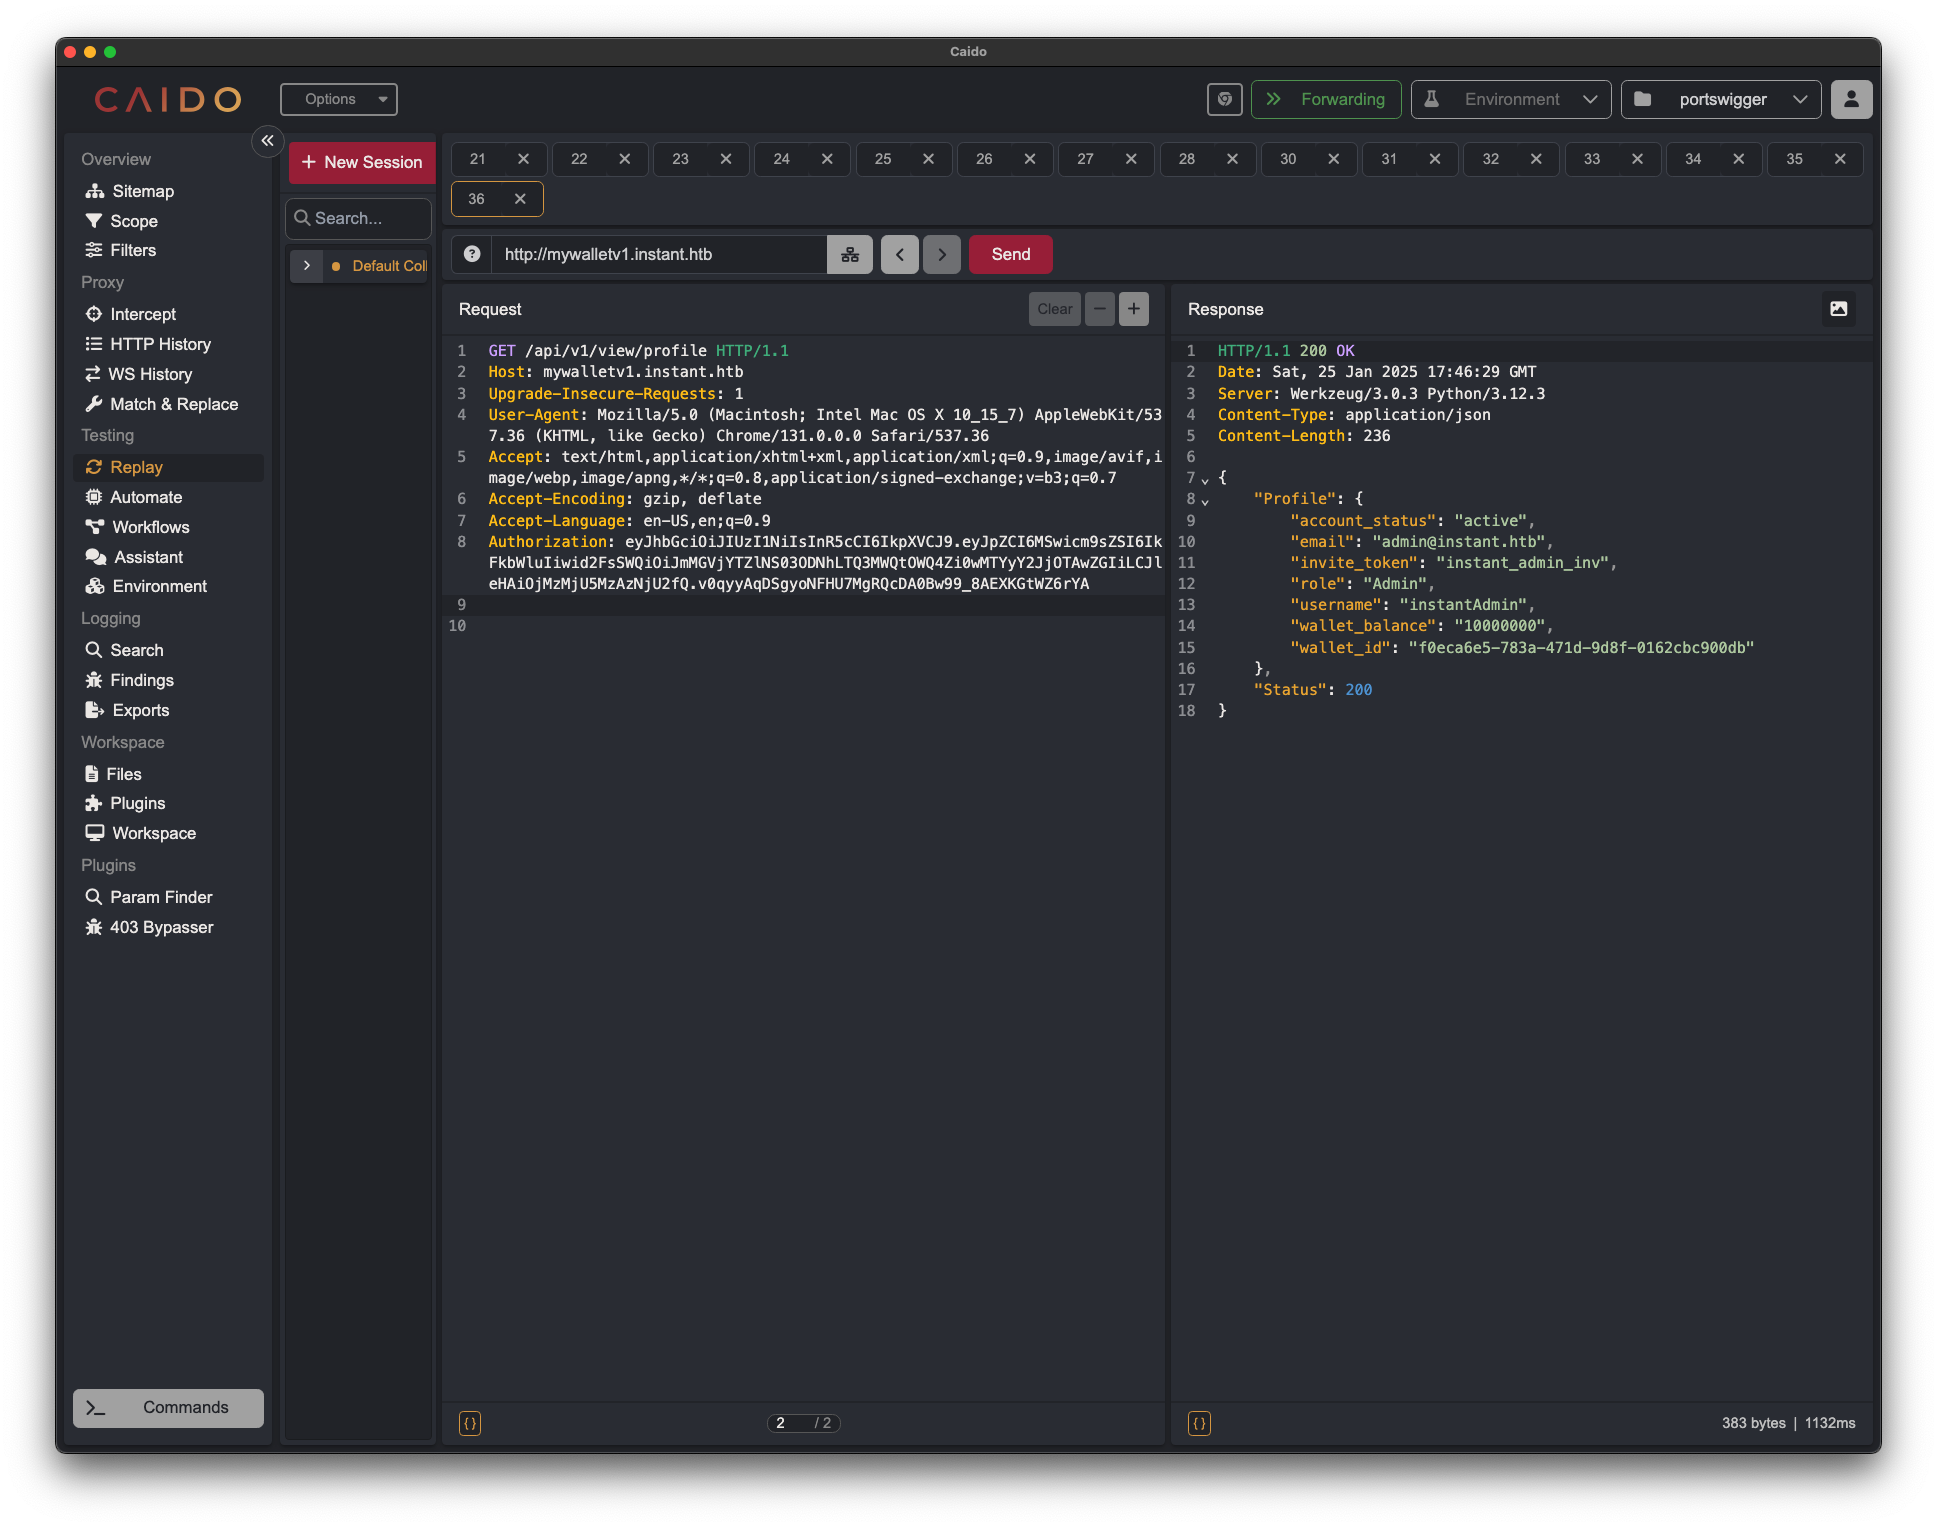 Caido
CAIDO
Options
Forwarding
Environment
portswigger
Overview
Sitemap
Scope
Filters
Proxy
Intercept
HTTP History
WS History
Match & Replace
Testing
Replay
Automate
Workflows
Assistant
Environment
Logging
Search
Findings
Exports
Workspace
Files
Plugins
Workspace
Plugins
Param Finder
403 Bypasser
Commands
+ New Session
Search...
Default Coll
21 22 23 24 25 26 27 28 30 31 32 33 34 35
36
http://mywalletv1.instant.htb
Send
Request
Clear
1 GET /api/v1/view/profile HTTP/1.1
2 Host: mywalletv1.instant.htb
3 Upgrade-Insecure-Requests: 1
4 User-Agent: Mozilla/5.0 (Macintosh; Intel Mac OS X 10_15_7) AppleWebKit/53
7.36 (KHTML, like Gecko) Chrome/131.0.0.0 Safari/537.36
5 Accept: text/html,application/xhtml+xml,application/xml;q=0.9,image/avif,i
mage/webp,image/apng,*/*;q=0.8,application/signed-exchange;v=b3;q=0.7
6 Accept-Encoding: gzip, deflate
7 Accept-Language: en-US,en;q=0.9
8 Authorization: eyJhbGciOiJIUzI1NiIsInR5cCI6IkpXVCJ9.eyJpZCI6MSwicm9sZSI6Ik
FkbWluIiwid2FsSWQiOiJmMGVjYTZlNS03ODNhLTQ3MWQtOWQ4Zi0wMTYyY2JjOTAwZGIiLCJl
eHAiOjMzMjU5MzAzNjU2fQ.v0qyyAqDSgyoNFHU7MgRQcDA0Bw99_8AEXKGtWZ6rYA
9
10
{} 2 / 2
Response
1 HTTP/1.1 200 OK
2 Date: Sat, 25 Jan 2025 17:46:29 GMT
3 Server: Werkzeug/3.0.3 Python/3.12.3
4 Content-Type: application/json
5 Content-Length: 236
6
7 {
8 "Profile": {
9 "account_status": "active",
10 "email": "admin@instant.htb",
11 "invite_token": "instant_admin_inv",
12 "role": "Admin",
13 "username": "instantAdmin",
14 "wallet_balance": "10000000",
15 "wallet_id": "f0eca6e5-783a-471d-9d8f-0162cbc900db"
16 },
17 "Status": 200
18 }
{} 383 bytes | 1132ms